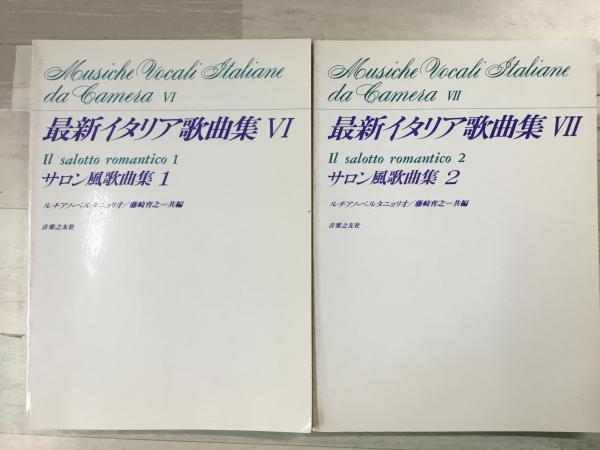 Musiche Vocali Italiane
da Camera VI
最新イタリア歌曲集 VI
Il salotto romantico 1
サロン風歌曲集 1
ルチアノ・ベルタニョリオ/藤崎育之=共編
音楽之友社
Musiche Vocali Italiane
da Camera VII
最新イタリア歌曲集 VII
Il salotto romantico 2
サロン風歌曲集 2
ルチアノ・ベルタニョリオ/藤崎育之=共編
音楽之友社